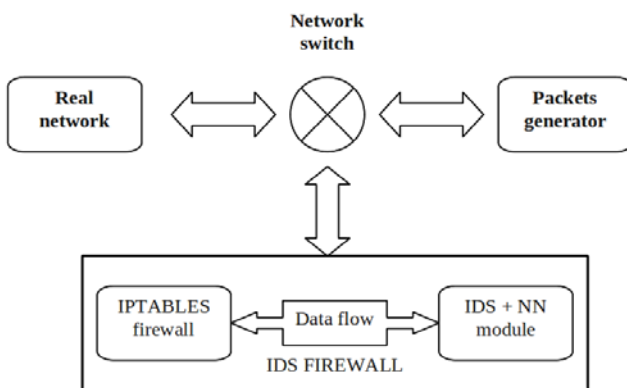 Network
switch
Real
network
Packets
generator
IPTABLES
firewall
Data flow
IDS + NN
module
IDS FIREWALL